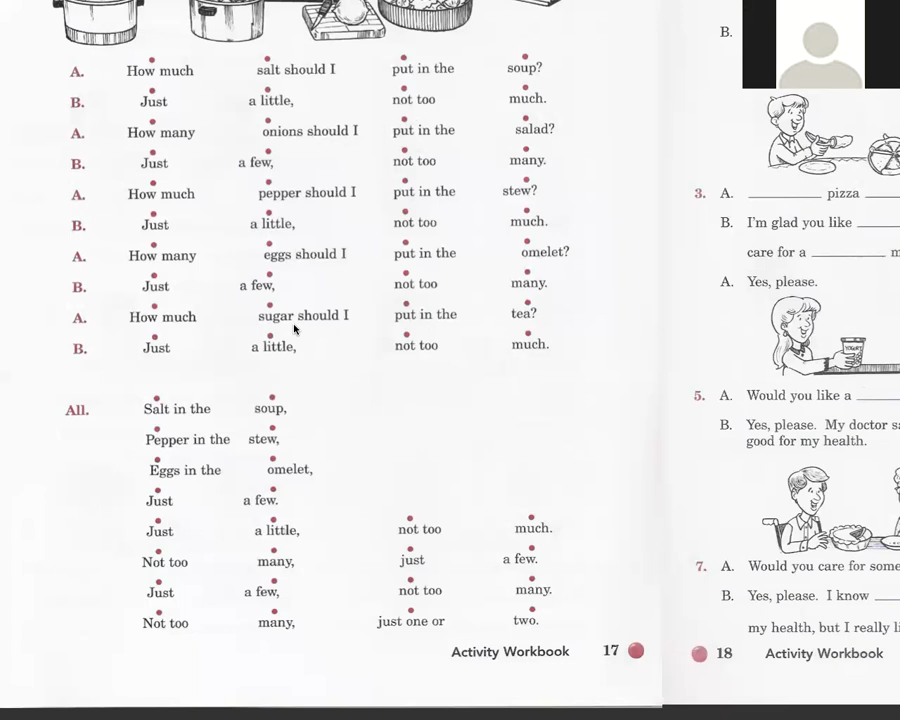 A. How much salt should I put in the soup?
B. Just a little, not too much.
A. How many onions should I put in the salad?
B. Just a few, not too many.
A. How much pepper should I put in the stew?
B. Just a little, not too much.
A. How many eggs should I put in the omelet?
B. Just a few, not too many.
A. How much sugar should I put in the tea?
B. Just a little, not too much.
All. Salt in the soup,
Pepper in the stew,
Eggs in the omelet,
Just a few.
Just a little, not too much.
Not too many, just a few.
Just a few, not too many.
Not too many, just one or two.
Activity Workbook 17
B.
3. A. ________ pizza
B. I'm glad you like
care for a ________ m
A. Yes, please.
YOGURT
5. A. Would you like a
B. Yes, please. My doctor sa
good for my health.
7. A. Would you care for some
B. Yes, please. I know
my health, but I really li
18 Activity Workbook